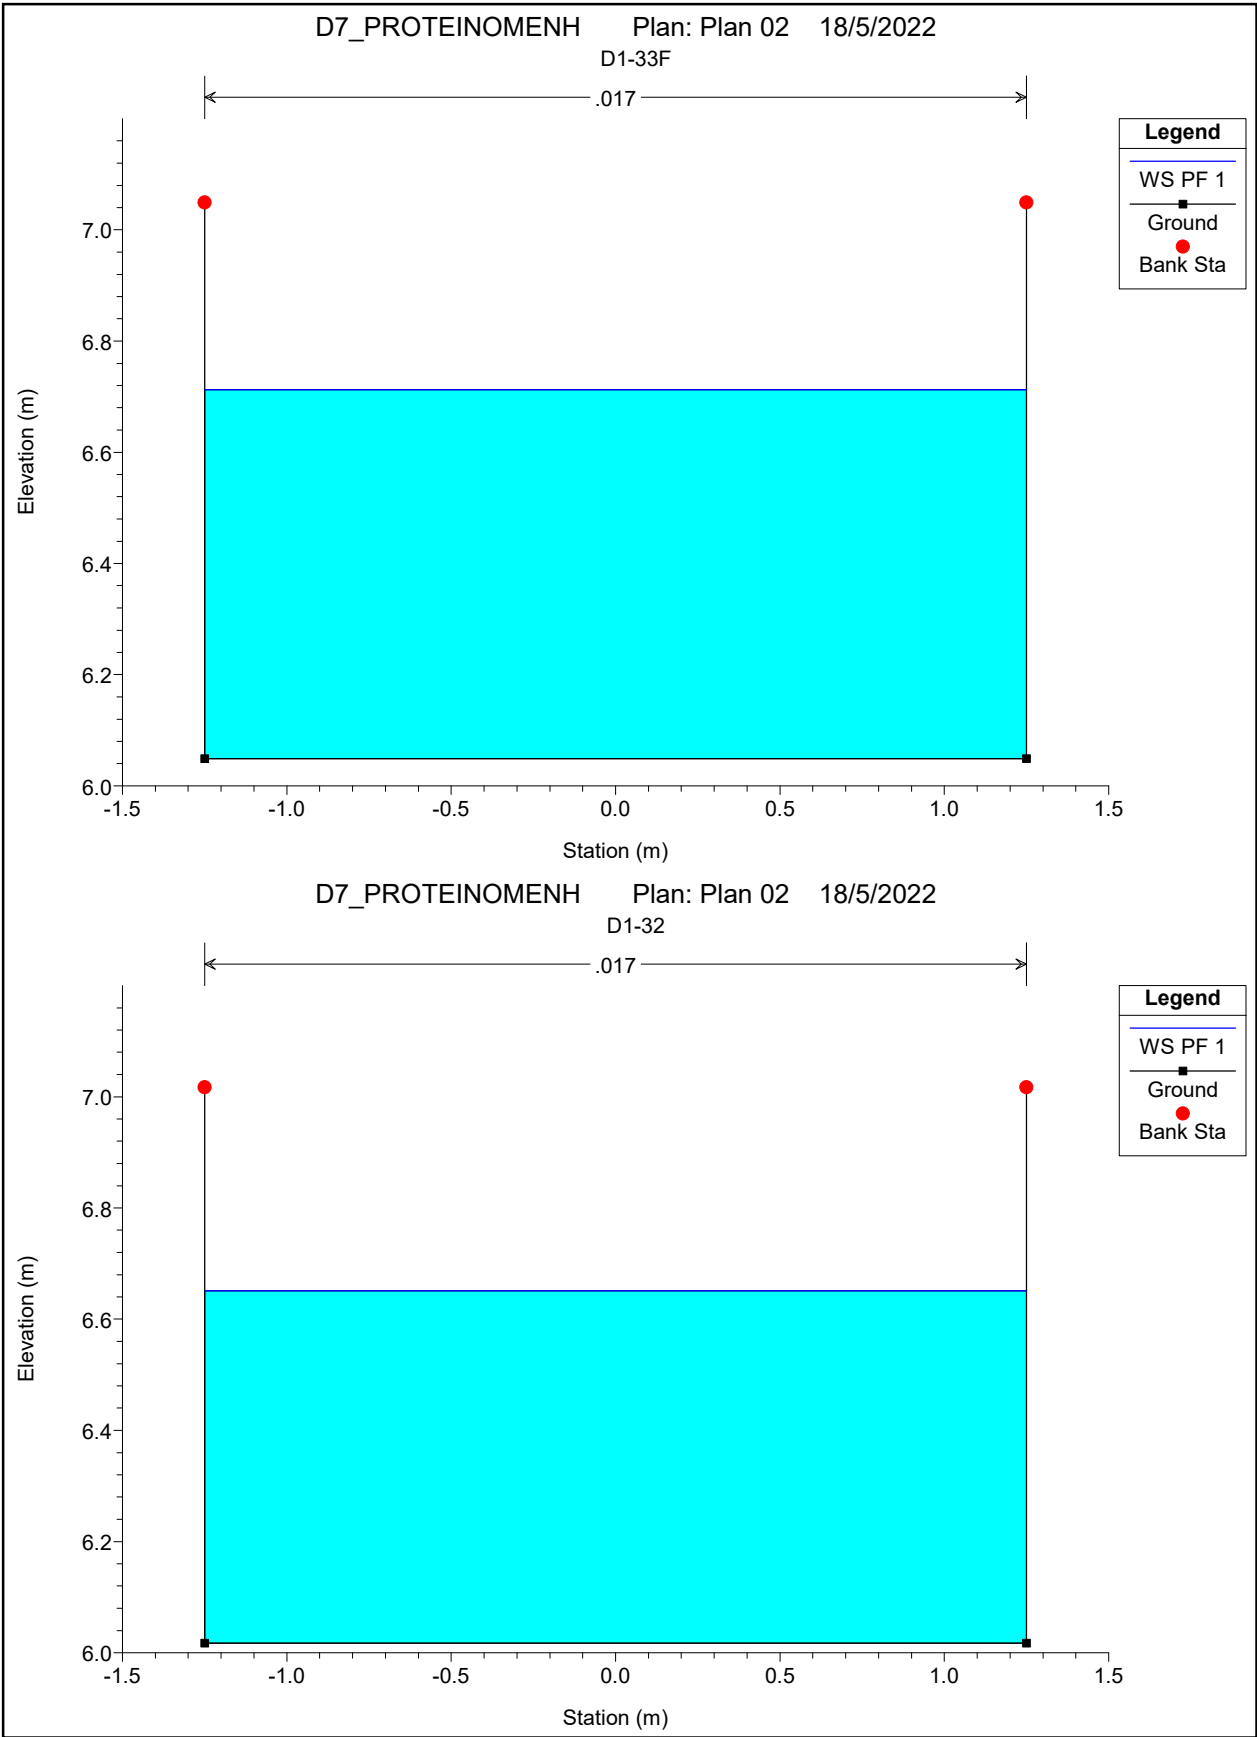 D7_PROTEINOMENH Plan: Plan 02 18/5/2022
D1-33F
.017
Legend
WS PF 1
Ground
Bank Sta
Elevation (m)
7.0
6.8
6.6
6.4
6.2
6.0
-1.5 -1.0 -0.5 0.0 0.5 1.0 1.5
Station (m)
D7_PROTEINOMENH Plan: Plan 02 18/5/2022
D1-32
.017
Legend
WS PF 1
Ground
Bank Sta
Elevation (m)
7.0
6.8
6.6
6.4
6.2
6.0
-1.5 -1.0 -0.5 0.0 0.5 1.0 1.5
Station (m)